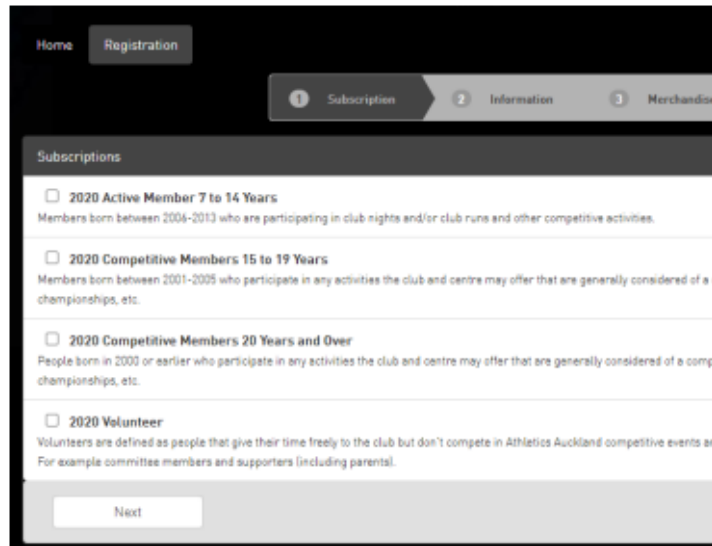 Home Registration
1 Subscription 2 Information 3 Merchandise
Subscriptions
2020 Active Member 7 to 14 Years
Members born between 2006-2013 who are participating in club nights and/or club runs and other competitive activities.
2020 Competitive Members 15 to 19 Years
Members born between 2001-2005 who participate in any activities the club and centre may offer that are generally considered of a
championships, etc.
2020 Competitive Members 20 Years and Over
People born in 2000 or earlier who participate in any activities the club and centre may offer that are generally considered of a comp
championships, etc.
2020 Volunteer
Volunteers are defined as people that give their time freely to the club but don't compete in Athletics Auckland competitive events
For example committee members and supporters (including parents).
Next